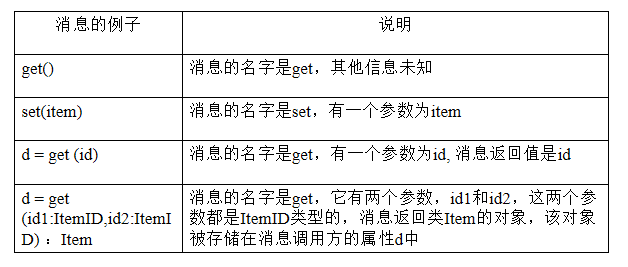 消息的例子 说明
get() 消息的名字是get，其他信息未知
set(item) 消息的名字是set，有一个参数为item
d = get (id) 消息的名字是get，有一个参数为id, 消息返回值是id
d = get 消息的名字是get，它有两个参数，id1和id2，这两个参
(id1:ItemID,id2:ItemI 数都是ItemID类型的，消息返回类Item的对象，该对象
D) ：Item 被存储在消息调用方的属性d中